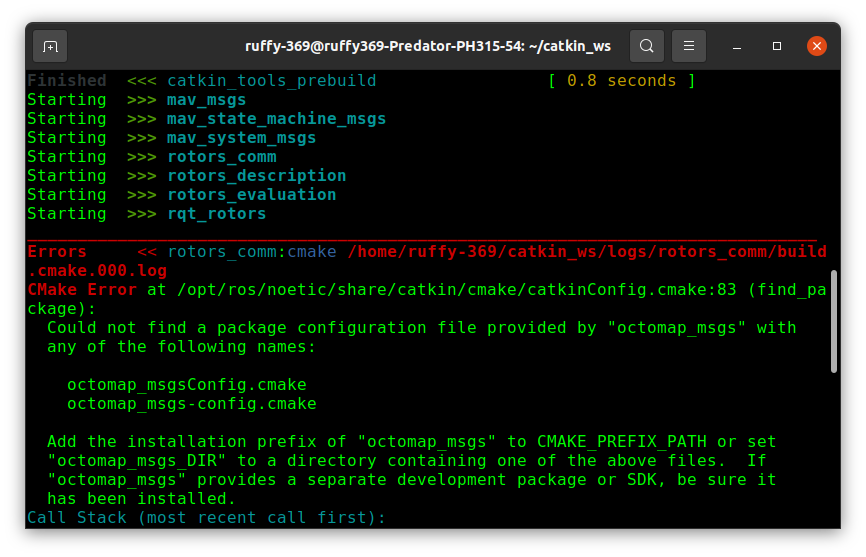 ruffy-369@ruffy369-Predator-PH315-54: ~/catkin_ws
Finished  <<< catkin_tools_prebuild                 [ 0.8 seconds ]
Starting  >>> mav_msgs
Starting  >>> mav_state_machine_msgs
Starting  >>> mav_system_msgs
Starting  >>> rotors_comm
Starting  >>> rotors_description
Starting  >>> rotors_evaluation
Starting  >>> rqt_rotors
Errors     << rotors_comm:cmake /home/ruffy-369/catkin_ws/logs/rotors_comm/build
.cmake.000.log
CMake Error at /opt/ros/noetic/share/catkin/cmake/catkinConfig.cmake:83 (find_pa
ckage):
  Could not find a package configuration file provided by "octomap_msgs" with
  any of the following names:
    octomap_msgsConfig.cmake
    octomap_msgs-config.cmake
  Add the installation prefix of "octomap_msgs" to CMAKE_PREFIX_PATH or set
  "octomap_msgs_DIR" to a directory containing one of the above files.  If
  "octomap_msgs" provides a separate development package or SDK, be sure it
  has been installed.
Call Stack (most recent call first):